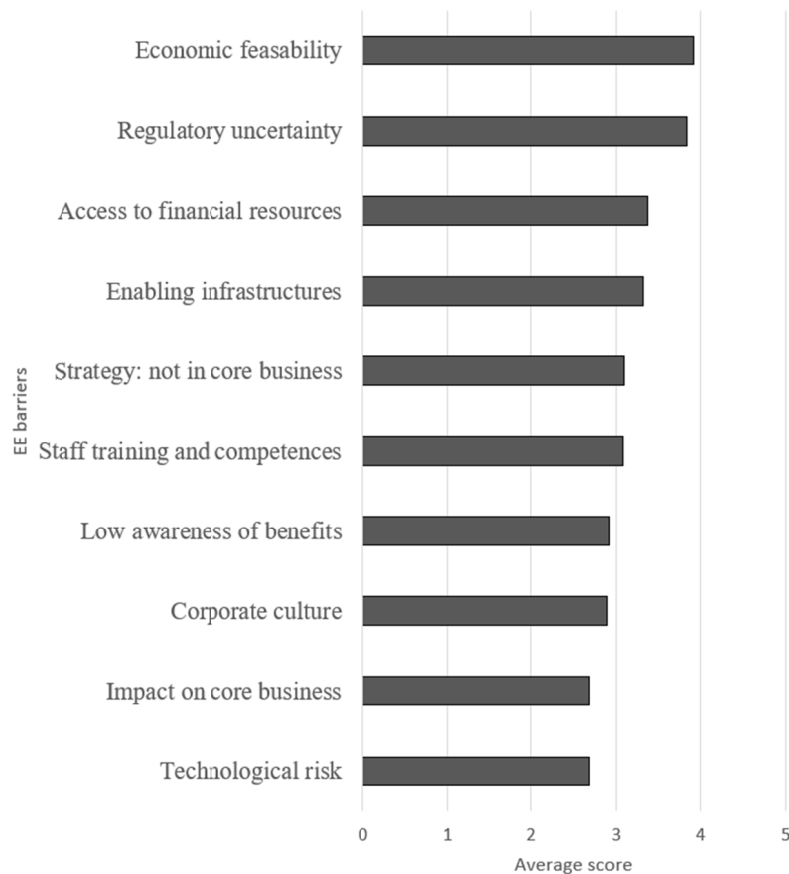 Economic feasability
Regulatory uncertainty
Access to financial resources
Enabling infrastructures
Strategy: not in core business
Staff training and competences
Low awareness of benefits
Corporate culture
Impact on core business
Technological risk
EE barriers
0 1 2 3 4 5
Average score